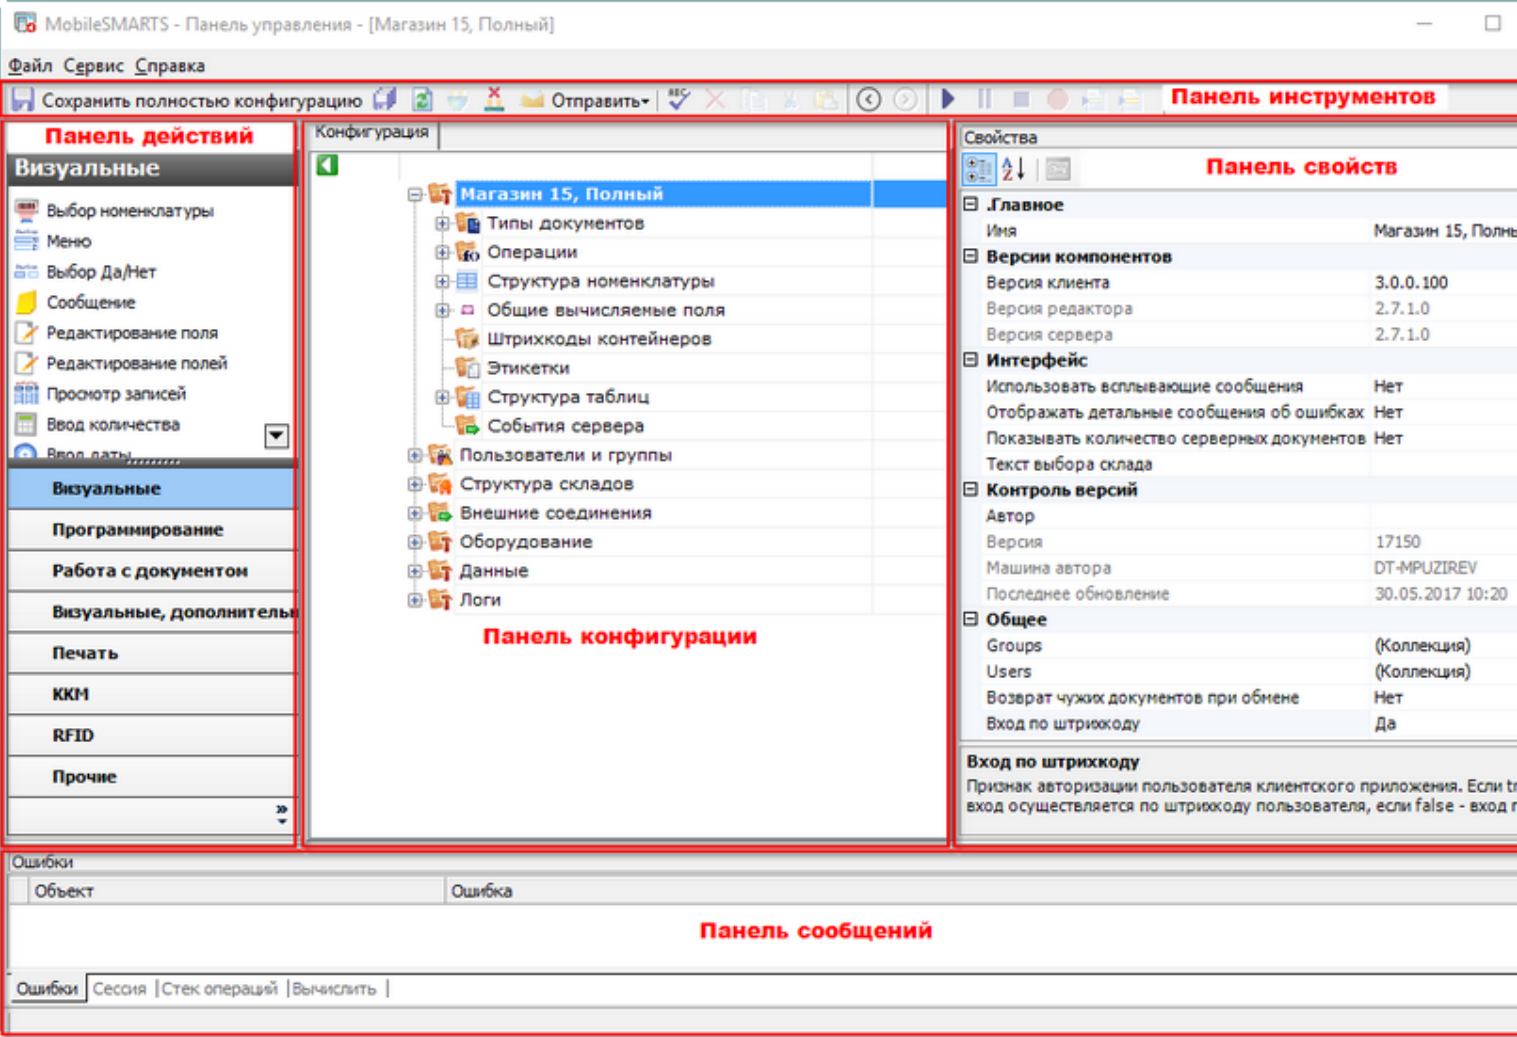 MobileSMARTS - Панель управления - [Магазин 15, Полный]
Файл Сервис Справка
Сохранить полностью конфигурацию Отправить ABC Панель инструментов
Панель действий
Визуальные
Выбор номенклатуры
Меню
Выбор Да/Нет
Сообщение
Редактирование поля
Редактирование полей
Просмотр записей
Ввод количества
Ввод даты
Визуальные
Программирование
Работа с документом
Визуальные, дополнительн
Печать
ККМ
RFID
Прочие
Конфигурация
Магазин 15, Полный
Типы документов
Операции
Структура номенклатуры
Общие вычисляемые поля
Штрихкоды контейнеров
Этикетки
Структура таблиц
События сервера
Пользователи и группы
Структура складов
Внешние соединения
Оборудование
Данные
Логи
Панель конфигурации
Свойства
Панель свойств
.Главное
Имя Магазин 15, Полны
Версии компонентов
Версия клиента 3.0.0.100
Версия редактора 2.7.1.0
Версия сервера 2.7.1.0
Интерфейс
Использовать всплывающие сообщения Нет
Отображать детальные сообщения об ошибках Нет
Показывать количество серверных документов Нет
Текст выбора склада
Контроль версий
Автор
Версия 17150
Машина автора DT-MPUZIREV
Последнее обновление 30.05.2017 10:20
Общее
Groups (Коллекция)
Users (Коллекция)
Возврат чужих документов при обмене Нет
Вход по штрихкоду Да
Вход по штрихкоду
Признак авторизации пользователя клиентского приложения. Если tr
вход осуществляется по штрихкоду пользователя, если false - вход п
Ошибки
Объект Ошибка
Панель сообщений
Ошибки Сессия Стек операций Вычислить